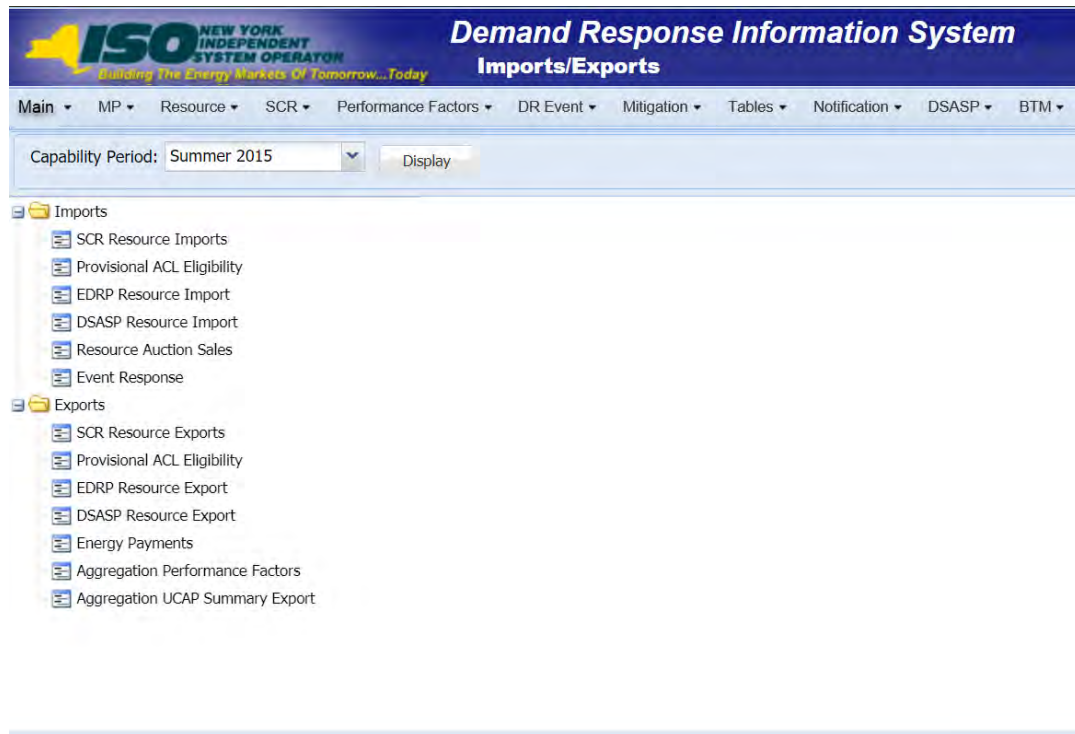 ISO NEW YORK
INDEPENDENT
SYSTEM OPERATOR
Building The Energy Markets Of Tomorrow...Today
Demand Response Information System
Imports/Exports
Main MP Resource SCR Performance Factors DR Event Mitigation Tables Notification DSASP BTM
Capability Period: Summer 2015 Display
Imports
SCR Resource Imports
Provisional ACL Eligibility
EDRP Resource Import
DSASP Resource Import
Resource Auction Sales
Event Response
Exports
SCR Resource Exports
Provisional ACL Eligibility
EDRP Resource Export
DSASP Resource Export
Energy Payments
Aggregation Performance Factors
Aggregation UCAP Summary Export